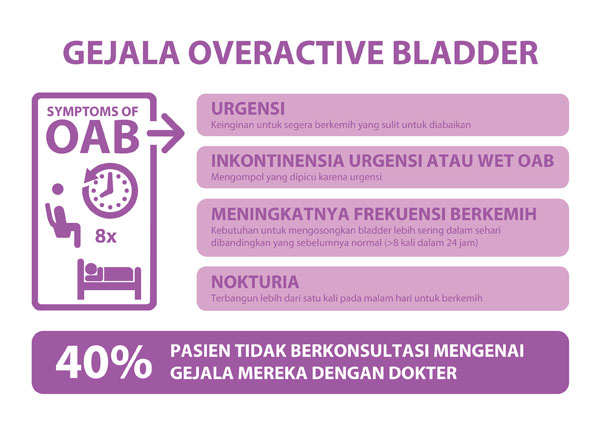 GEJALA OVERACTIVE BLADDER
SYMPTOMS OF
OAB
8x
URGENSI
Keinginan untuk segera berkemih yang sulit untuk diabaikan
INKONTINENSIA URGENSI ATAU WET OAB
Mengompol yang dipicu karena urgensi
MENINGKATNYA FREKUENSI BERKEMIH
Kebutuhan untuk mengosongkan bladder lebih sering dalam sehari
dibandingkan yang sebelumnya normal (>8 kali dalam 24 jam)
NOKTURIA
Terbangun lebih dari satu kali pada malam hari untuk berkemih
40%
PASIEN TIDAK BERKONSULTASI MENGENAI
GEJALA MEREKA DENGAN DOKTER